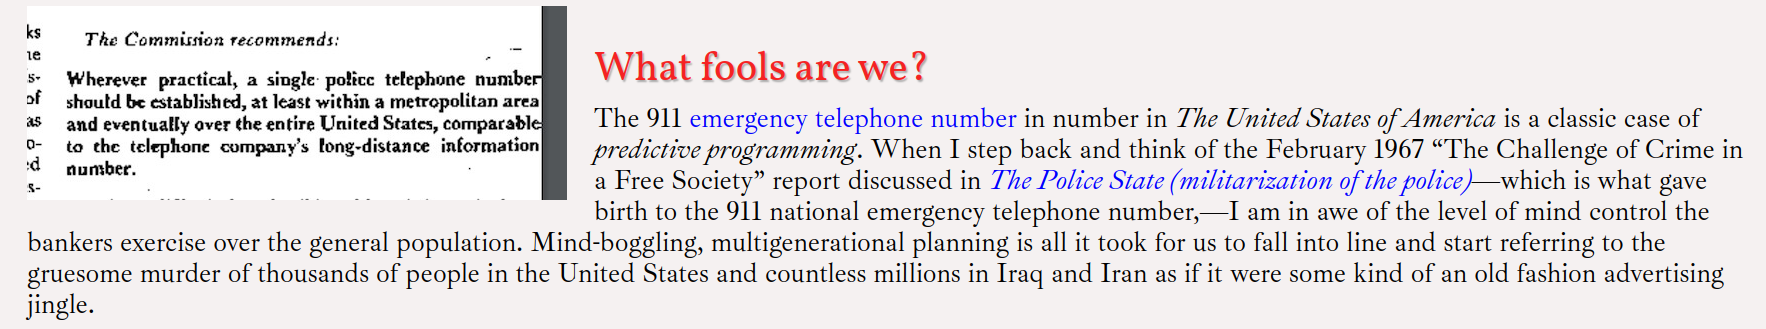 ks
ne
s-
of
as
o-
ed
s-
The Commission recommends:
Wherever practical, a single police telephone number
should be established, at least within a metropolitan area
and eventually over the entire United States, comparable
to the telephone company's long-distance information
number.
What fools are we?
The 911 emergency telephone number in number in The United States of America is a classic case of
predictive programming. When I step back and think of the February 1967 “The Challenge of Crime in
a Free Society” report discussed in The Police State (militarization of the police)—which is what gave
birth to the 911 national emergency telephone number,—I am in awe of the level of mind control the
bankers exercise over the general population. Mind-boggling, multigenerational planning is all it took for us to fall into line and start referring to the
gruesome murder of thousands of people in the United States and countless millions in Iraq and Iran as if it were some kind of an old fashion advertising
jingle.